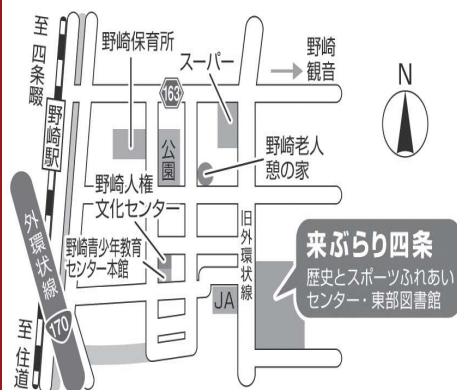 至 四条畷
野崎駅
野崎保育所
スーパー
163
野崎
観音
N
公園
野崎老人
憩の家
野崎人権
文化センター
野崎青少年教育
センター本館
旧外環状線
JA
来ぶらり四条
歴史とスポーツふれあい
センター・東部図書館
外環状線
170
至 住道